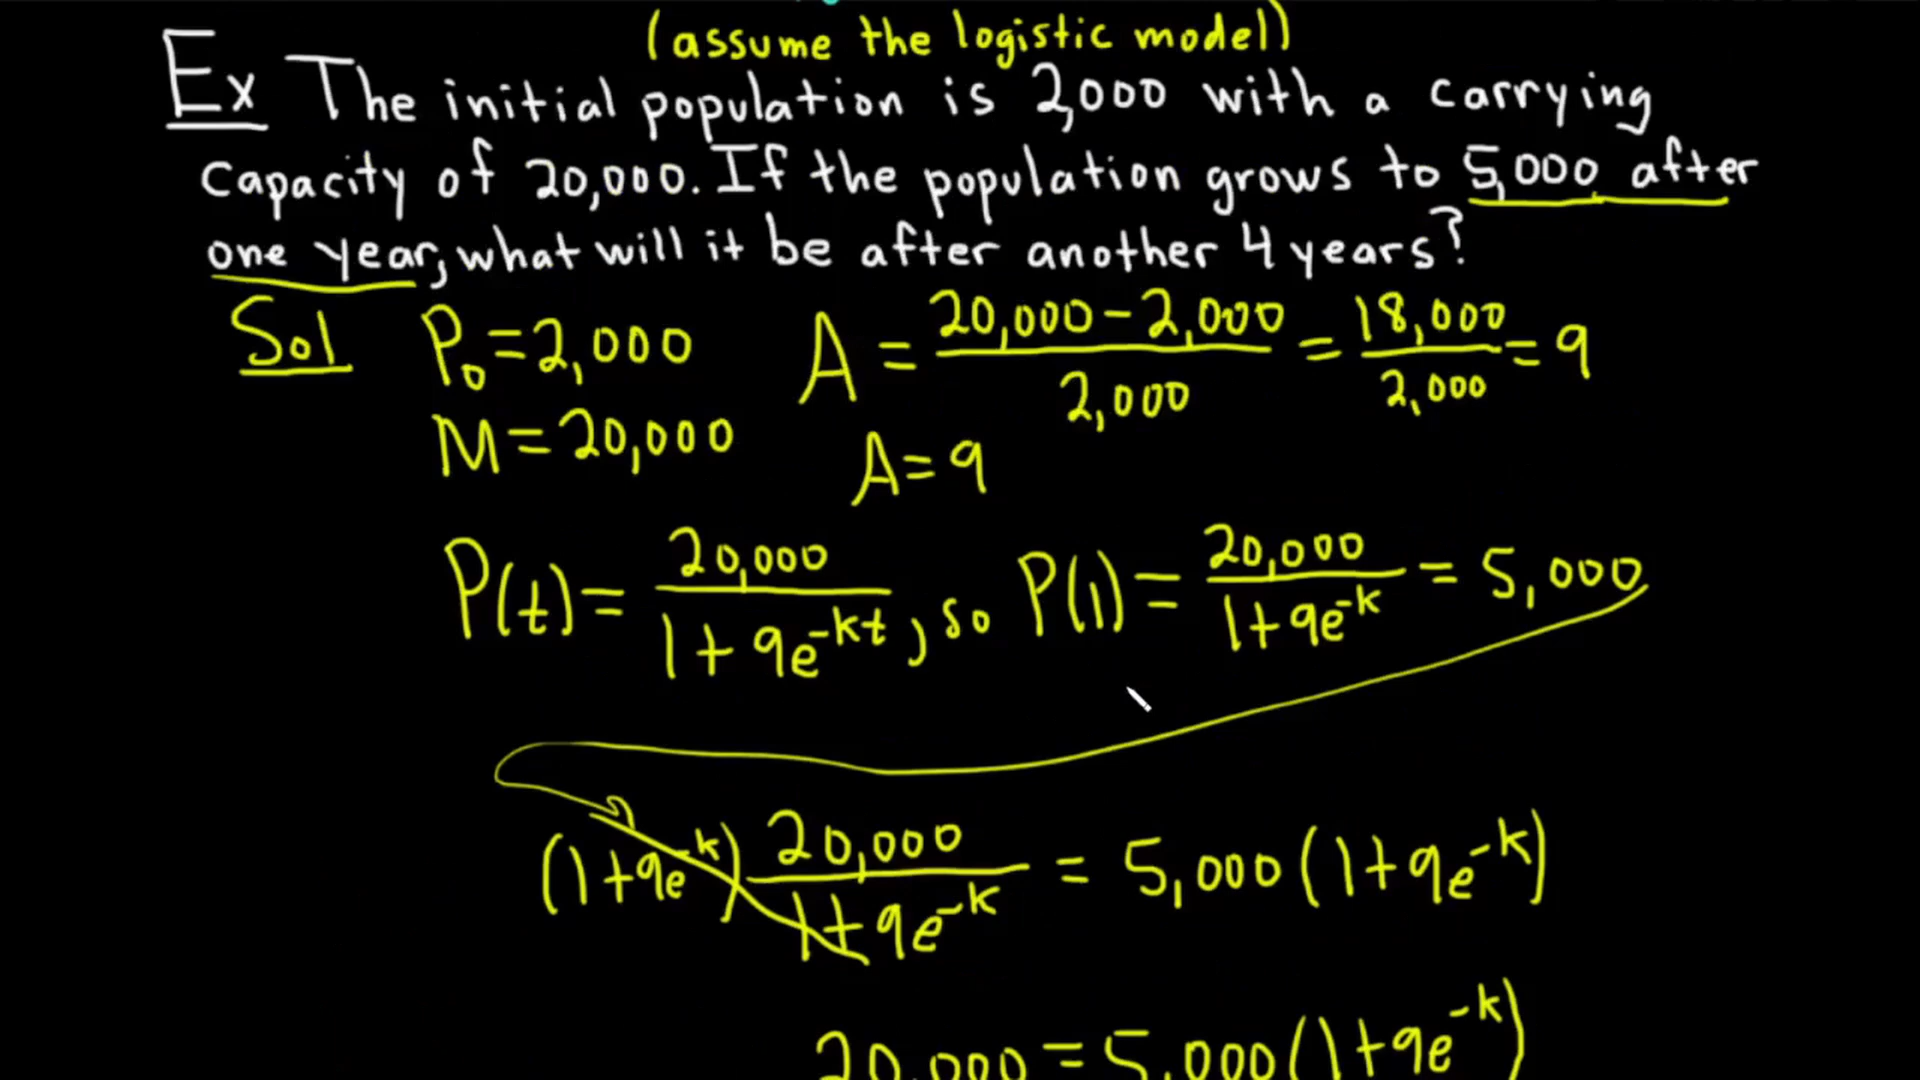 (assume the logistic model)
Ex The initial population is 2,000 with a carrying
capacity of 20,000. If the population grows to 5,000 after
one year, what will it be after another 4 years?
Sol P₀ = 2,000 A = (20,000 − 2,000)/2,000 = 18,000/2,000 = 9
M = 20,000 A = 9
P(t) = 20,000/(1 + 9e^(-kt)), so P(1) = 20,000/(1 + 9e^(-k)) = 5,000
(1 + 9e^(-k)) 20,000/(1 + 9e^(-k)) = 5,000(1 + 9e^(-k))
20,000 = 5,000(1 + 9e^(-k))